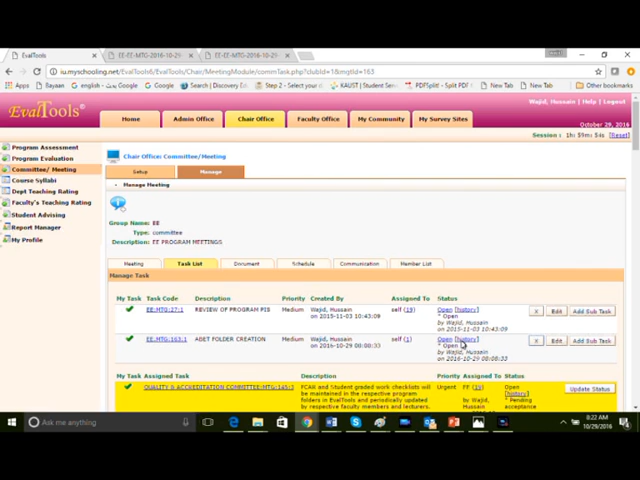 EvalTools
EE-EE-MTG-2016-10-29
EE-EE-MTG-2016-10-29
iu.myschooling.net/EvalTools6/EvalTools/Chair/MeetingModule/commTask.php?clubId=18&mgtId=163
Apps
Bayaan
Google
Google
Search | Discovery Ed
Step 2 - Select your
KAUST | Student Serv
PDFSplit! - Split PDF
New Tab
New Tab
Other bookmarks
EvalTools®
Wajid, Hussain
Help | Logout
Home
Admin Office
Chair Office
Faculty Office
My Community
My Survey Sites
October 29, 2016
Session : 1h: 59m: 54s [Reset]
Program Assessment
Program Evaluation
Committee/ Meeting
Course Syllabi
Dept Teaching Rating
Faculty's Teaching Rating
Student Advising
Report Manager
My Profile
Chair Office: Committee/Meeting
Setup
Manage
Manage Meeting
Group Name: EE
Type: committee
Description: EE PROGRAM MEETINGS
Meeting
Task List
Document
Schedule
Communication
Member List
Manage Task
My Task Task Code Description Priority Created By Assigned To Status
EE:MTG:27:1 REVIEW OF PROGRAM PIS Medium Wajid, Hussain on 2015-11-03 10:43:09 self (19) Open [history]
* Open
by Wajid, Hussain
on 2015-11-03 10:43:09
X Edit Add Sub Task
EE:MTG:163:1 ABET FOLDER CREATION Medium Wajid, Hussain on 2016-10-29 08:08:33 self (1) Open [history]
* Open
by Wajid, Hussain
on 2016-10-29 08:08:33
X Edit Add Sub Task
My Task Assigned Task Description Priority Assigned To Status
QUALITY & ACCREDITATION COMMITTEE:MTG:145:3
FCAR and Student graded work checklists will be maintained in the respective program folders in EvalTools and periodically updated by respective faculty members and lecturers.
Urgent
EE (39)
by Wajid, Hussain
Open
[history]
* Pending acceptance
Update Status
Ask me anything
8:22 AM
10/29/2016